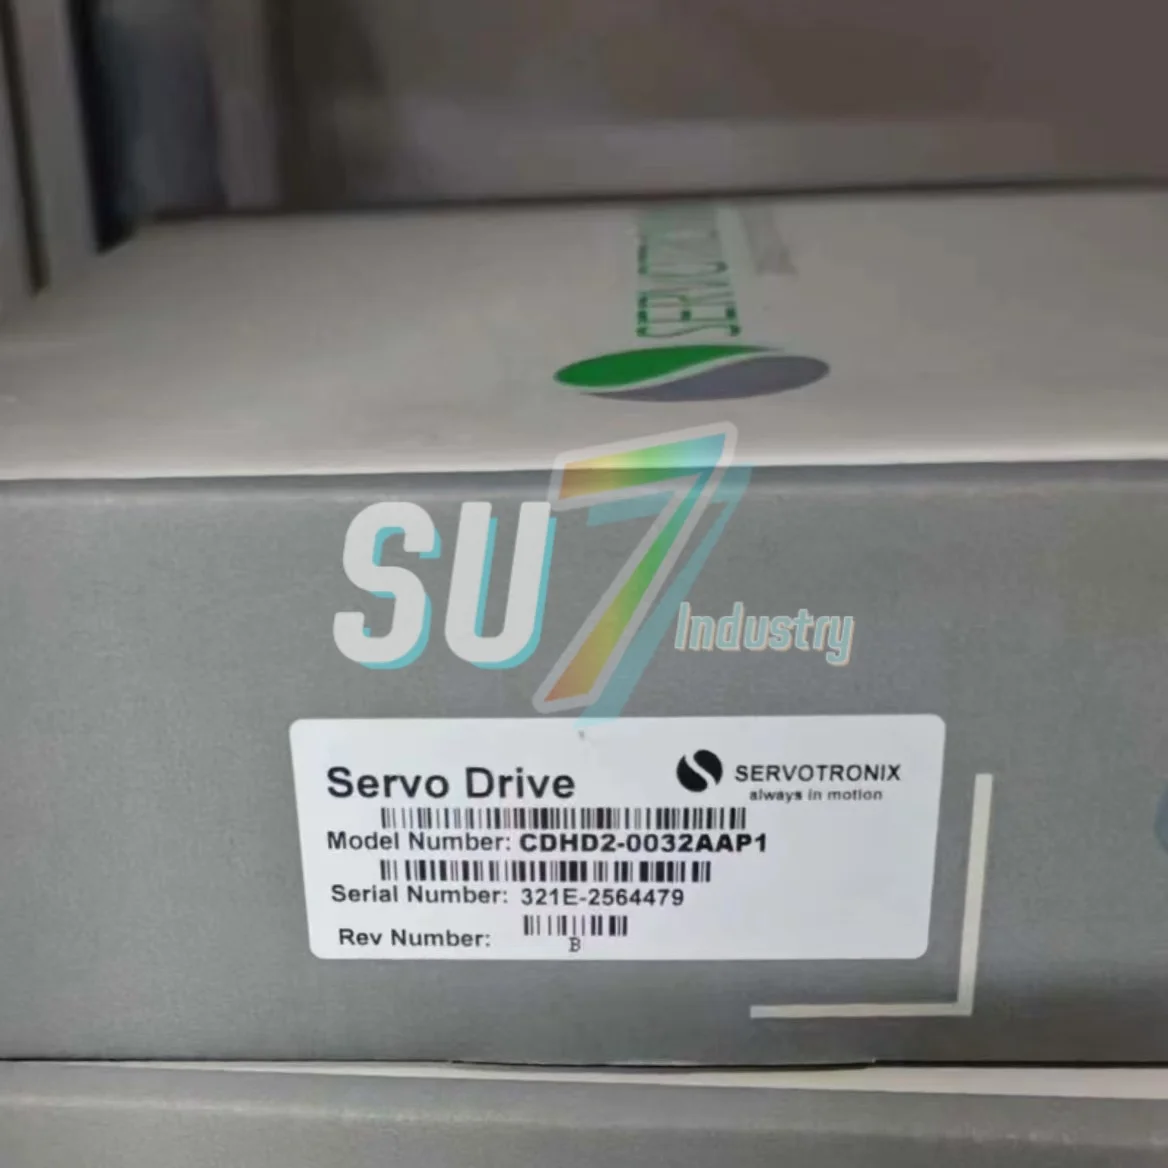 SU7 Industry
Servo Drive
SERVOTRONIX
always in motion
Model Number: CDHD2-0032AAP1
Serial Number: 321E-2564479
Rev Number:
B